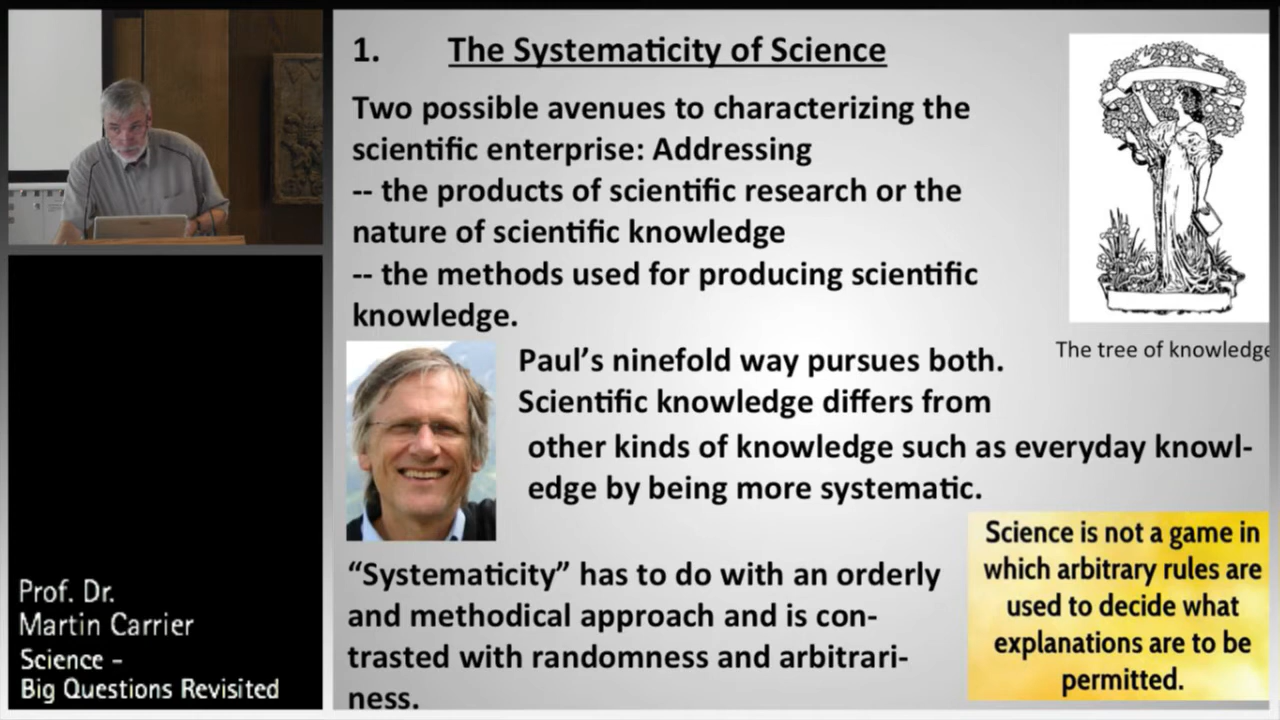 1. The Systematicity of Science
Two possible avenues to characterizing the
scientific enterprise: Addressing
-- the products of scientific research or the
nature of scientific knowledge
-- the methods used for producing scientific
knowledge.
The tree of knowledge
Paul’s ninefold way pursues both.
Scientific knowledge differs from
other kinds of knowledge such as everyday knowl-
edge by being more systematic.
“Systematicity” has to do with an orderly
and methodical approach and is con-
trasted with randomness and arbitrari-
ness.
Science is not a game in
which arbitrary rules are
used to decide what
explanations are to be
permitted.
Prof. Dr.
Martin Carrier
Science -
Big Questions Revisited